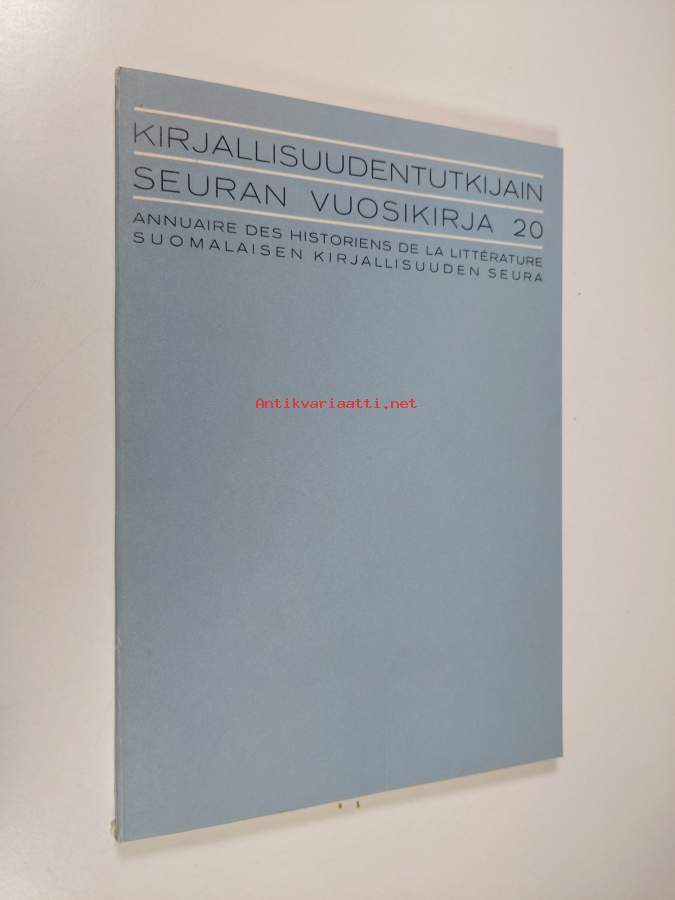 KIRJALLISUUDENTUTKIJAIN
SEURAN VUOSIKIRJA 20
ANNUAIRE DES HISTORIENS DE LA LITTÉRATURE
SUOMALAISEN KIRJALLISUUDEN SEURA
Antikvariaatti.net